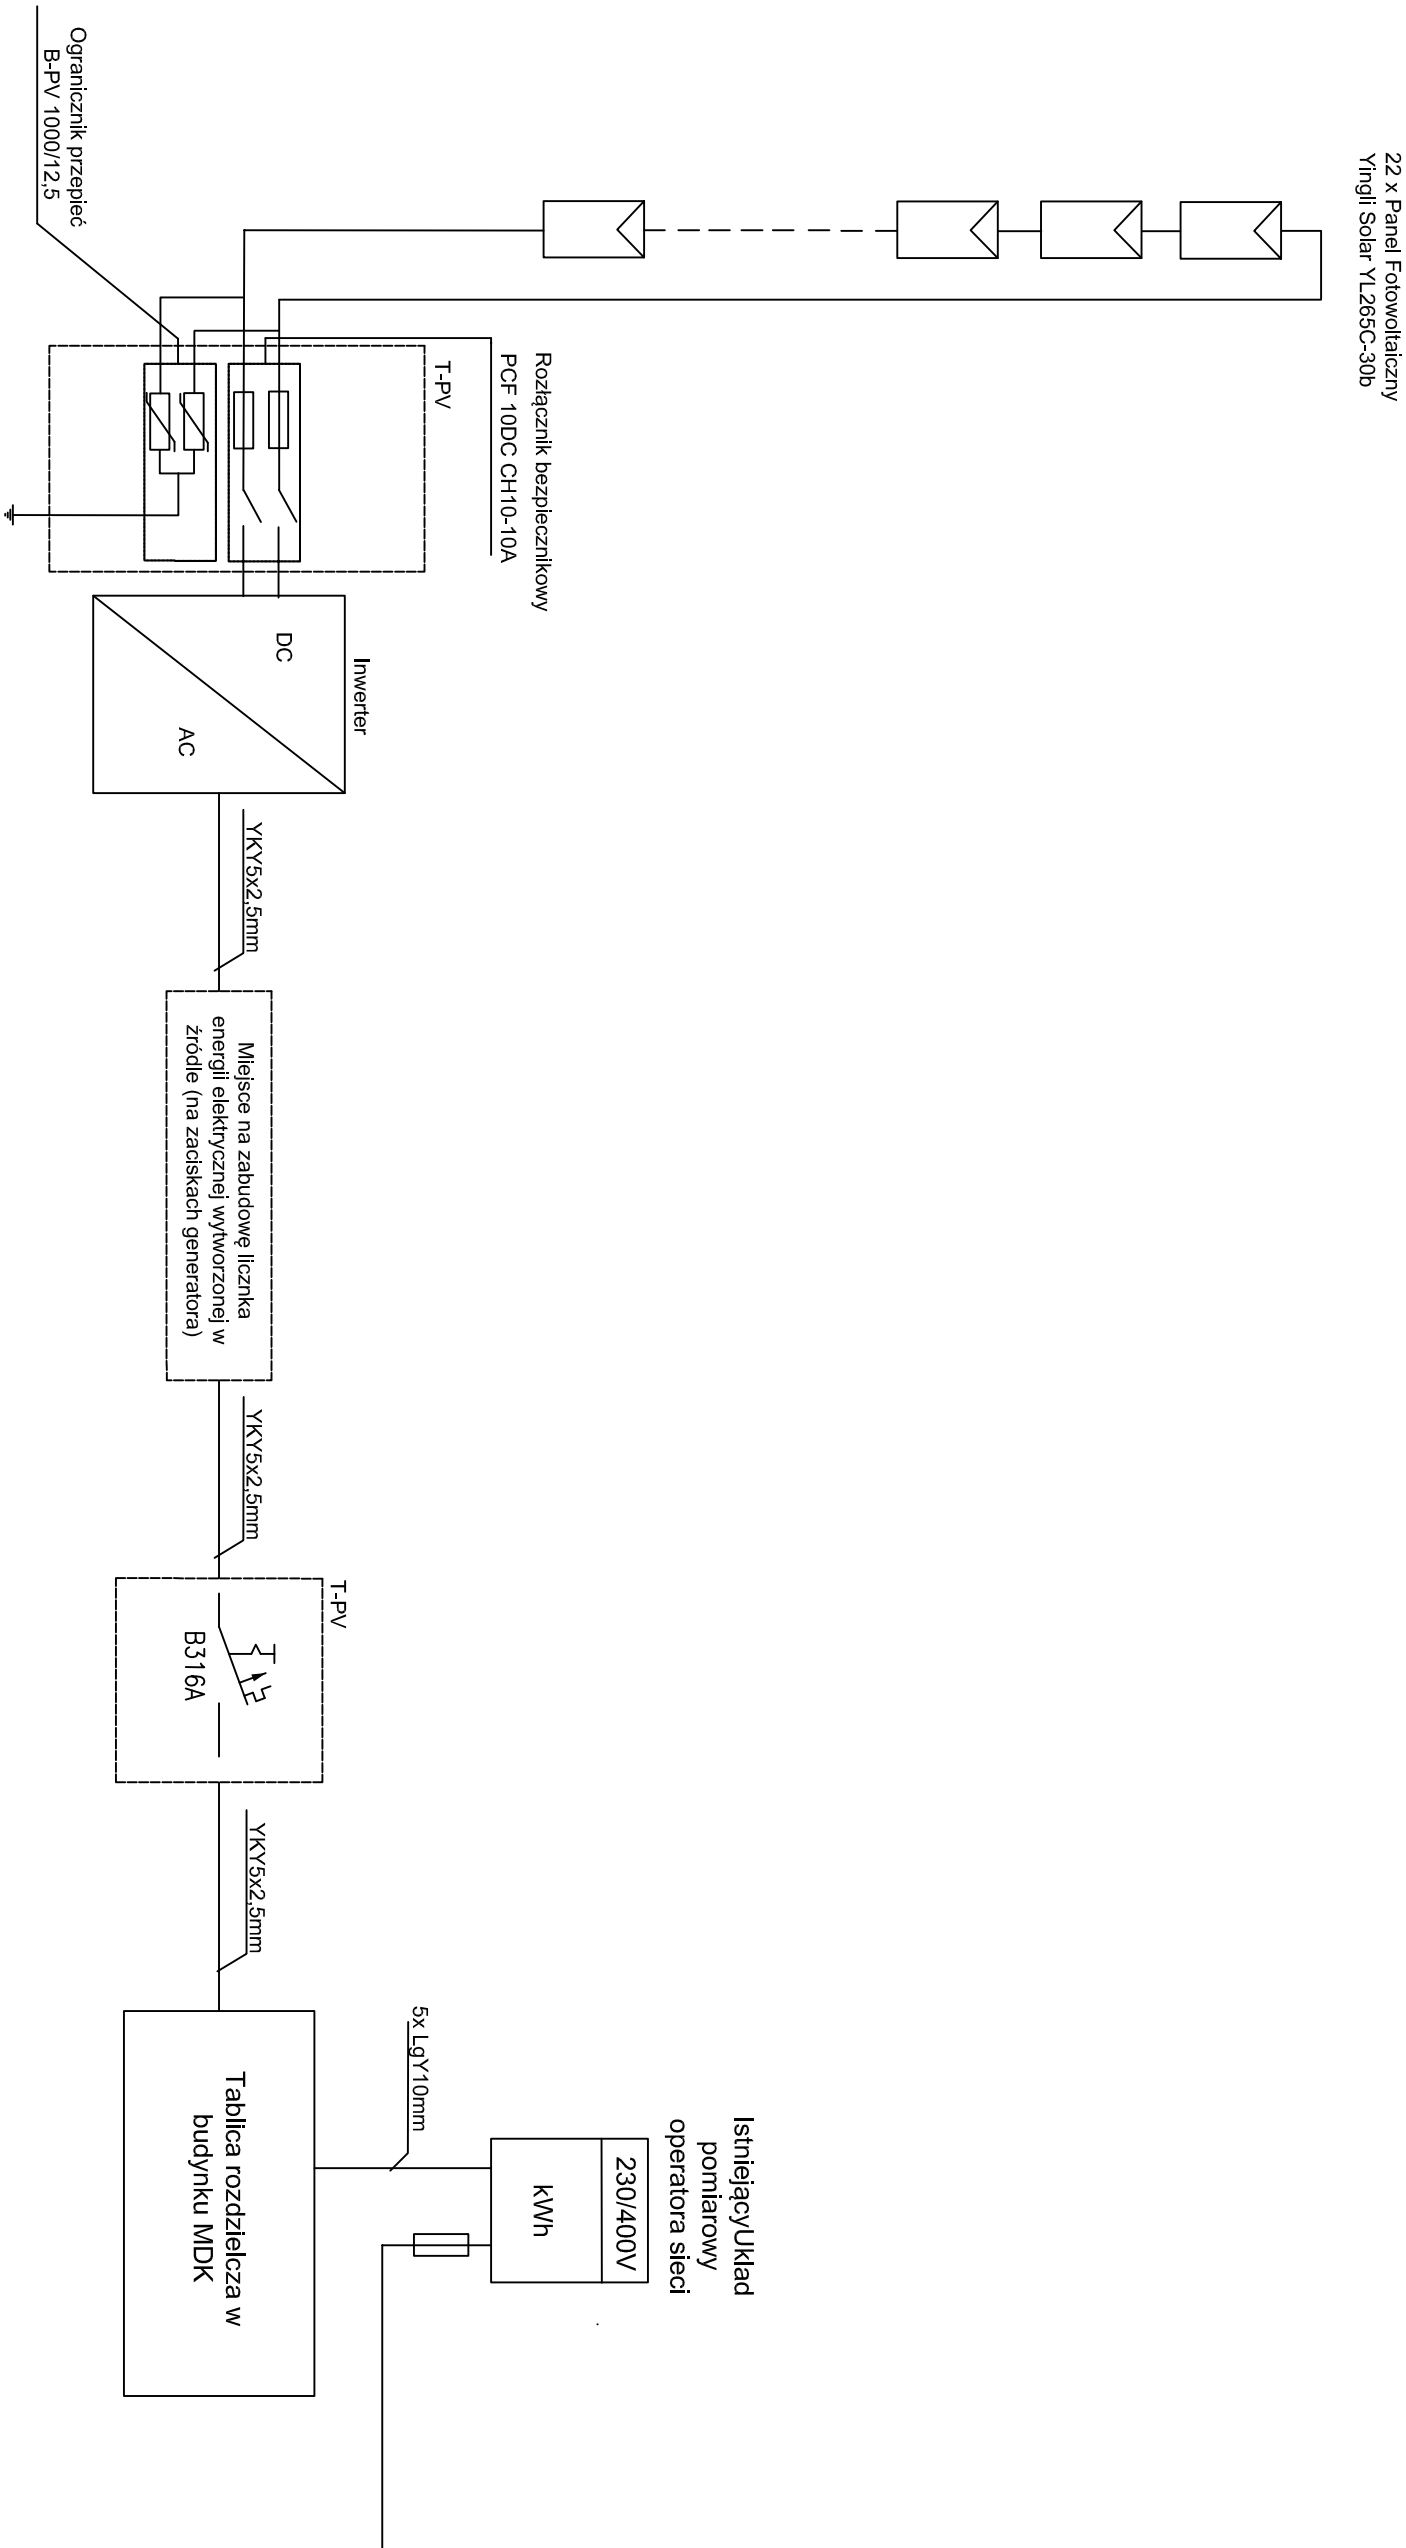 22 x Panel Fotowoltaiczny
Yingli Solar YL265C-30b
Ogranicznik przepięć
B-PV 1000/12,5
Rozłącznik bezpiecznikowy
PCF 10DC CH10-10A
T-PV
Inwerter
DC
AC
YKY5x2,5mm
Miejsce na zabudowę licznka
energii elektrycznej wytworzonej w
źródle (na zaciskach generatora)
YKY5x2,5mm
T-PV
B316A
YKY5x2,5mm
Tablica rozdzielcza w
budynku MDK
5x LgY10mm
IstniejącyUklad
pomiarowy
operatora sieci
230/400V
kWh